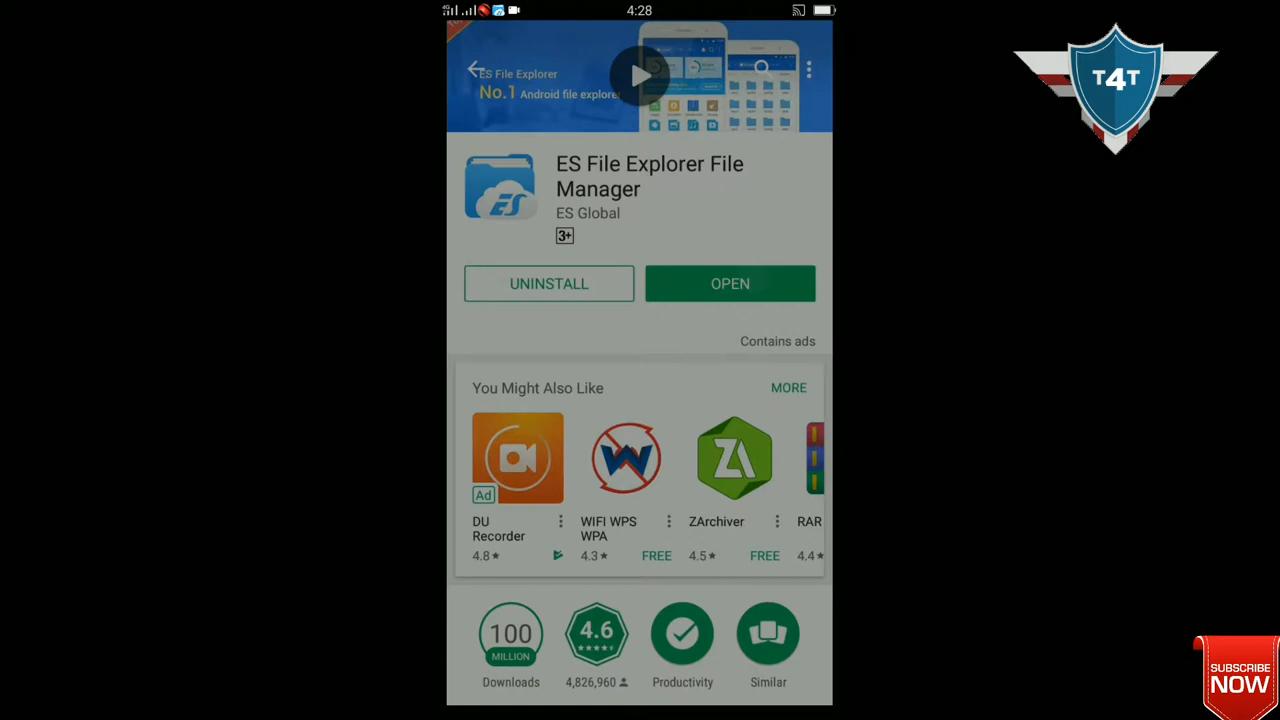 4:28
T4T
ES File Explorer
No.1 Android file explore
ES File Explorer File
Manager
ES Global
3+
UNINSTALL
OPEN
Contains ads
You Might Also Like
MORE
Ad
DU
Recorder
4.8★
WIFI WPS
WPA
4.3★
FREE
ZArchiver
4.5★
FREE
RAR
4.4★
100
MILLION
Downloads
4.6
4,826,960
Productivity
Similar
SUBSCRIBE
NOW